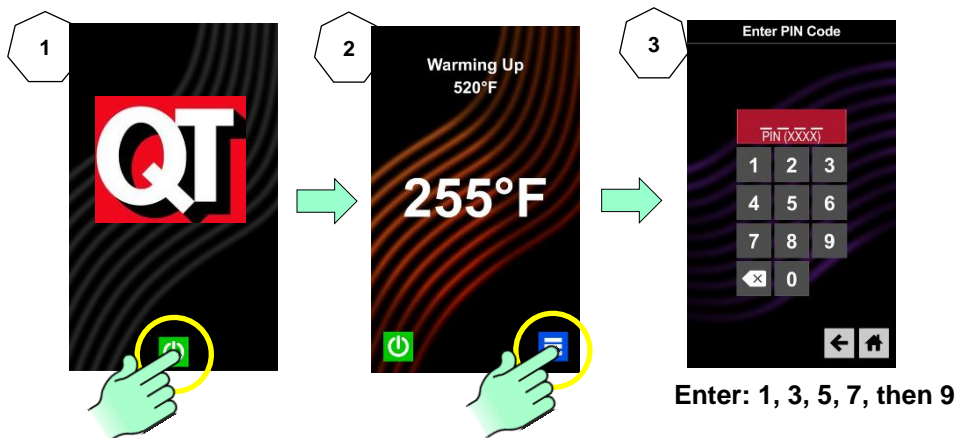 1
QT
2
Warming Up
520°F
255°F
3
Enter PIN Code
PIN (XXXX)
1 2 3
4 5 6
7 8 9
0
Enter: 1, 3, 5, 7, then 9